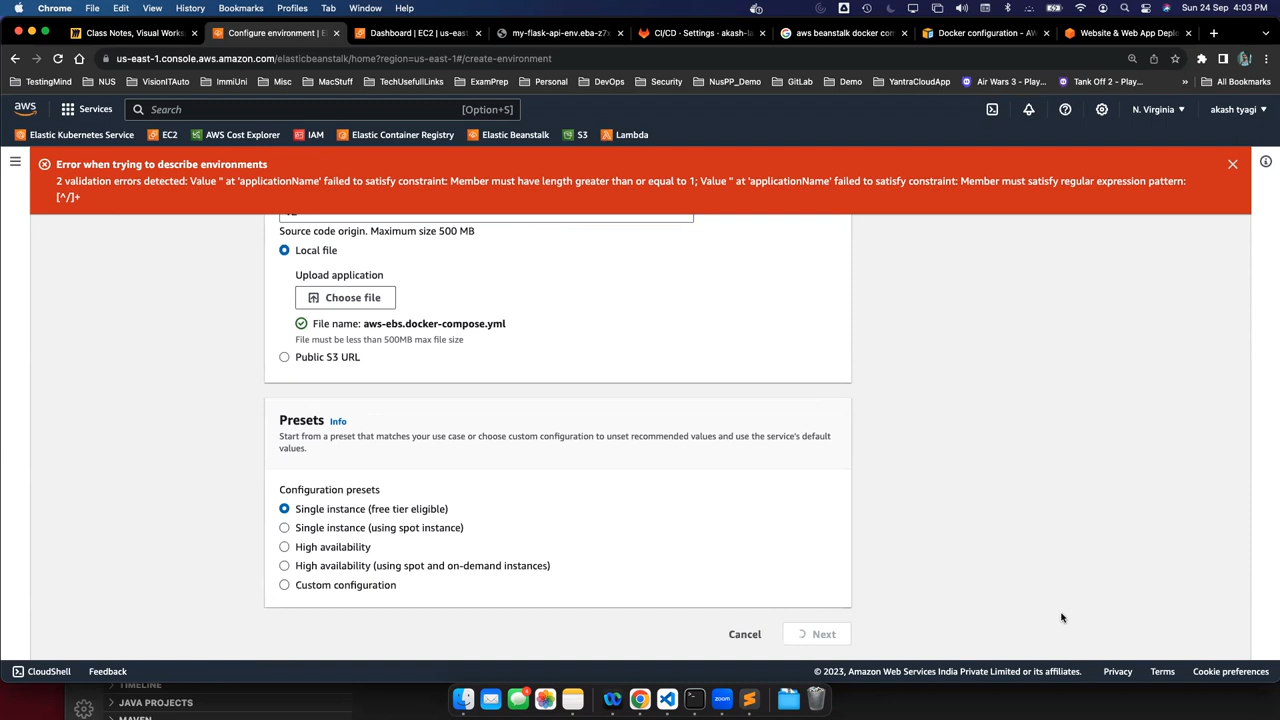 Chrome File Edit View History Bookmarks Profiles Tab Window Help Sun 24 Sep 4:03 PM
Class Notes, Visual Works Configure environment | E Dashboard | EC2 | us-east my-flask-api-env.eba-z7x CI/CD · Settings · akash-la aws beanstalk docker com Docker configuration - AW Website & Web App Deplo
us-east-1.console.aws.amazon.com/elasticbeanstalk/home?region=us-east-1#/create-environment
TestingMind NUS VisionITAuto ImmiUni Misc MacStuff TechUsefulLinks ExamPrep Personal DevOps Security NusPP_Demo GitLab Demo YantraCloudApp Air Wars 3 - Play... Tank Off 2 - Play... » All Bookmarks
aws Services Search [Option+S] N. Virginia akash tyagi
Elastic Kubernetes Service EC2 AWS Cost Explorer IAM Elastic Container Registry Elastic Beanstalk S3 Lambda
Error when trying to describe environments
2 validation errors detected: Value '' at 'applicationName' failed to satisfy constraint: Member must have length greater than or equal to 1; Value '' at 'applicationName' failed to satisfy constraint: Member must satisfy regular expression pattern:
[^/]+
Source code origin. Maximum size 500 MB
Local file
Upload application
Choose file
File name: aws-ebs.docker-compose.yml
File must be less than 500MB max file size
Public S3 URL
Presets Info
Start from a preset that matches your use case or choose custom configuration to unset recommended values and use the service's default
values.
Configuration presets
Single instance (free tier eligible)
Single instance (using spot instance)
High availability
High availability (using spot and on-demand instances)
Custom configuration
Cancel Next
CloudShell Feedback © 2023, Amazon Web Services India Private Limited or its affiliates. Privacy Terms Cookie preferences
TIMELINE
JAVA PROJECTS
MAVEN
4
zoom